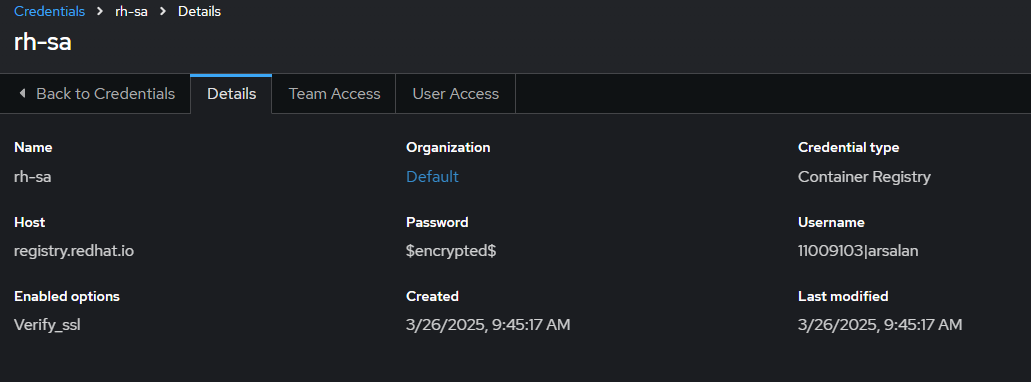 Credentials > rh-sa > Details
rh-sa
Back to Credentials Details Team Access User Access
Name Organization Credential type
rh-sa Default Container Registry
Host Password Username
registry.redhat.io $encrypted$ 11009103|arsalan
Enabled options Created Last modified
Verify_ssl 3/26/2025, 9:45:17 AM 3/26/2025, 9:45:17 AM